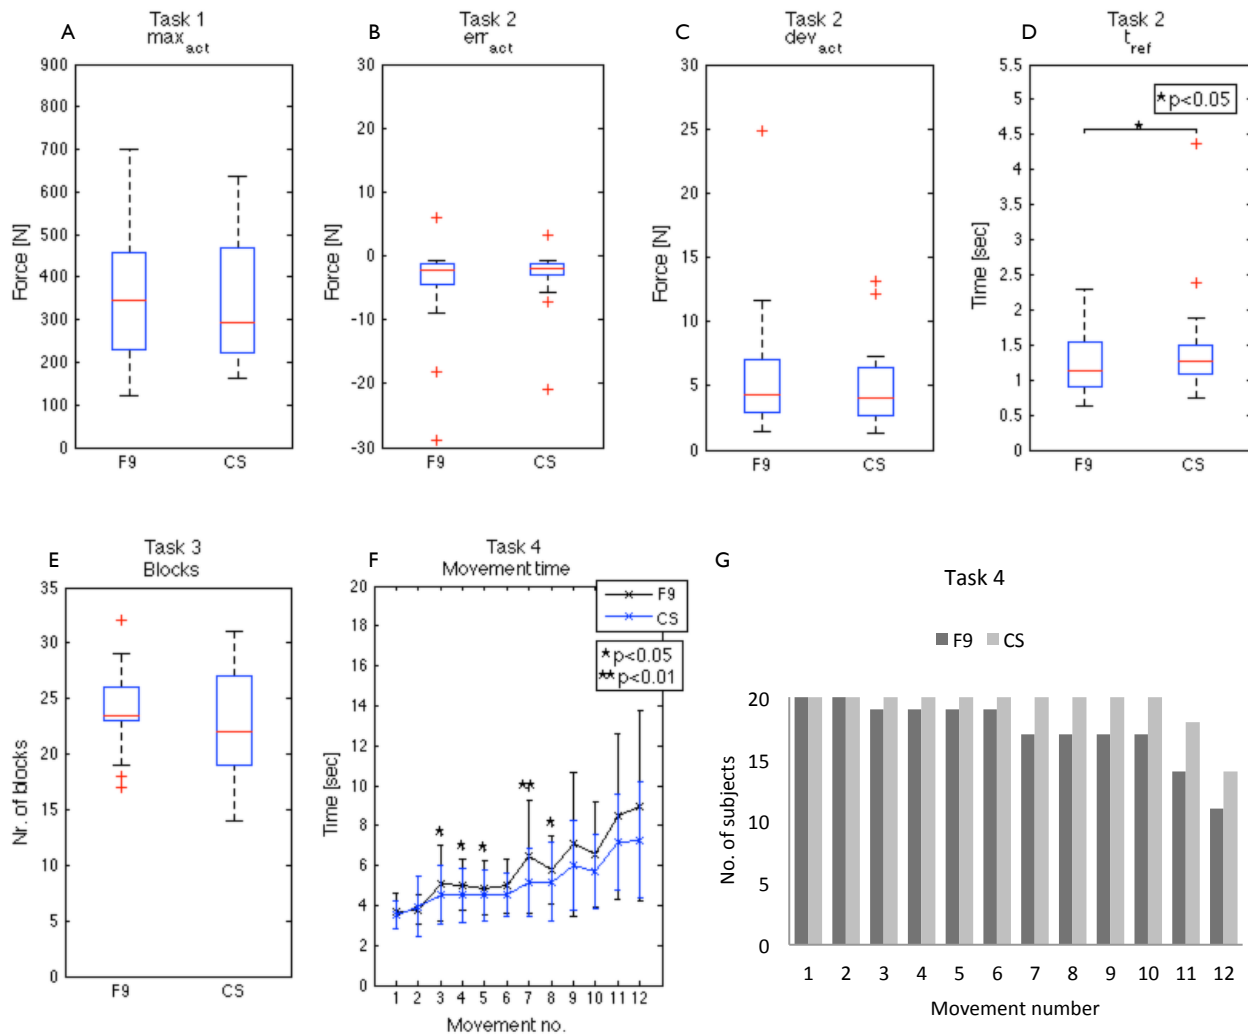 A
Task 1
max_act
Force [N]
900
800
700
600
500
400
300
200
100
0
F9
CS
B
Task 2
err_act
Force [N]
30
20
10
0
-10
-20
-30
F9
CS
C
Task 2
dev_act
Force [N]
30
25
20
15
10
5
0
F9
CS
D
Task 2
t_ref
Time [sec]
5.5
5
4.5
4
3.5
3
2.5
2
1.5
1
0.5
0
★p<0.05
★
F9
CS
E
Task 3
Blocks
Nr. of blocks
35
30
25
20
15
10
5
0
F9
CS
F
Task 4
Movement time
Time [sec]
20
18
16
14
12
10
8
6
4
2
0
F9
CS
★p<0.05
★★p<0.01
★ ★ ★ ★★ ★
1 2 3 4 5 6 7 8 9 10 11 12
Movement no.
G
Task 4
F9 CS
No. of subjects
20
15
10
5
0
1 2 3 4 5 6 7 8 9 10 11 12
Movement number